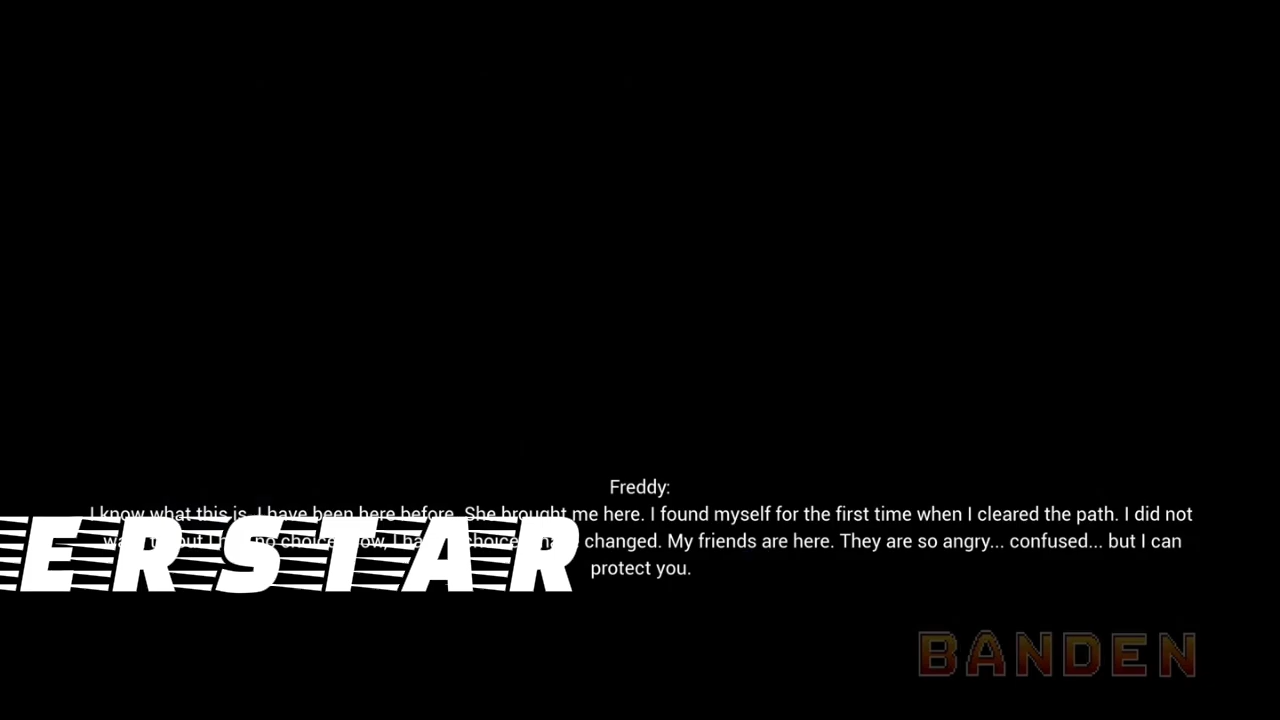 Freddy:
I know what this is. I have been here before. She brought me here. I found myself for the first time when I cleared the path. I did not
changed. My friends are here. They are so angry... confused... but I can
protect you.
ERSTAR
BANDEN